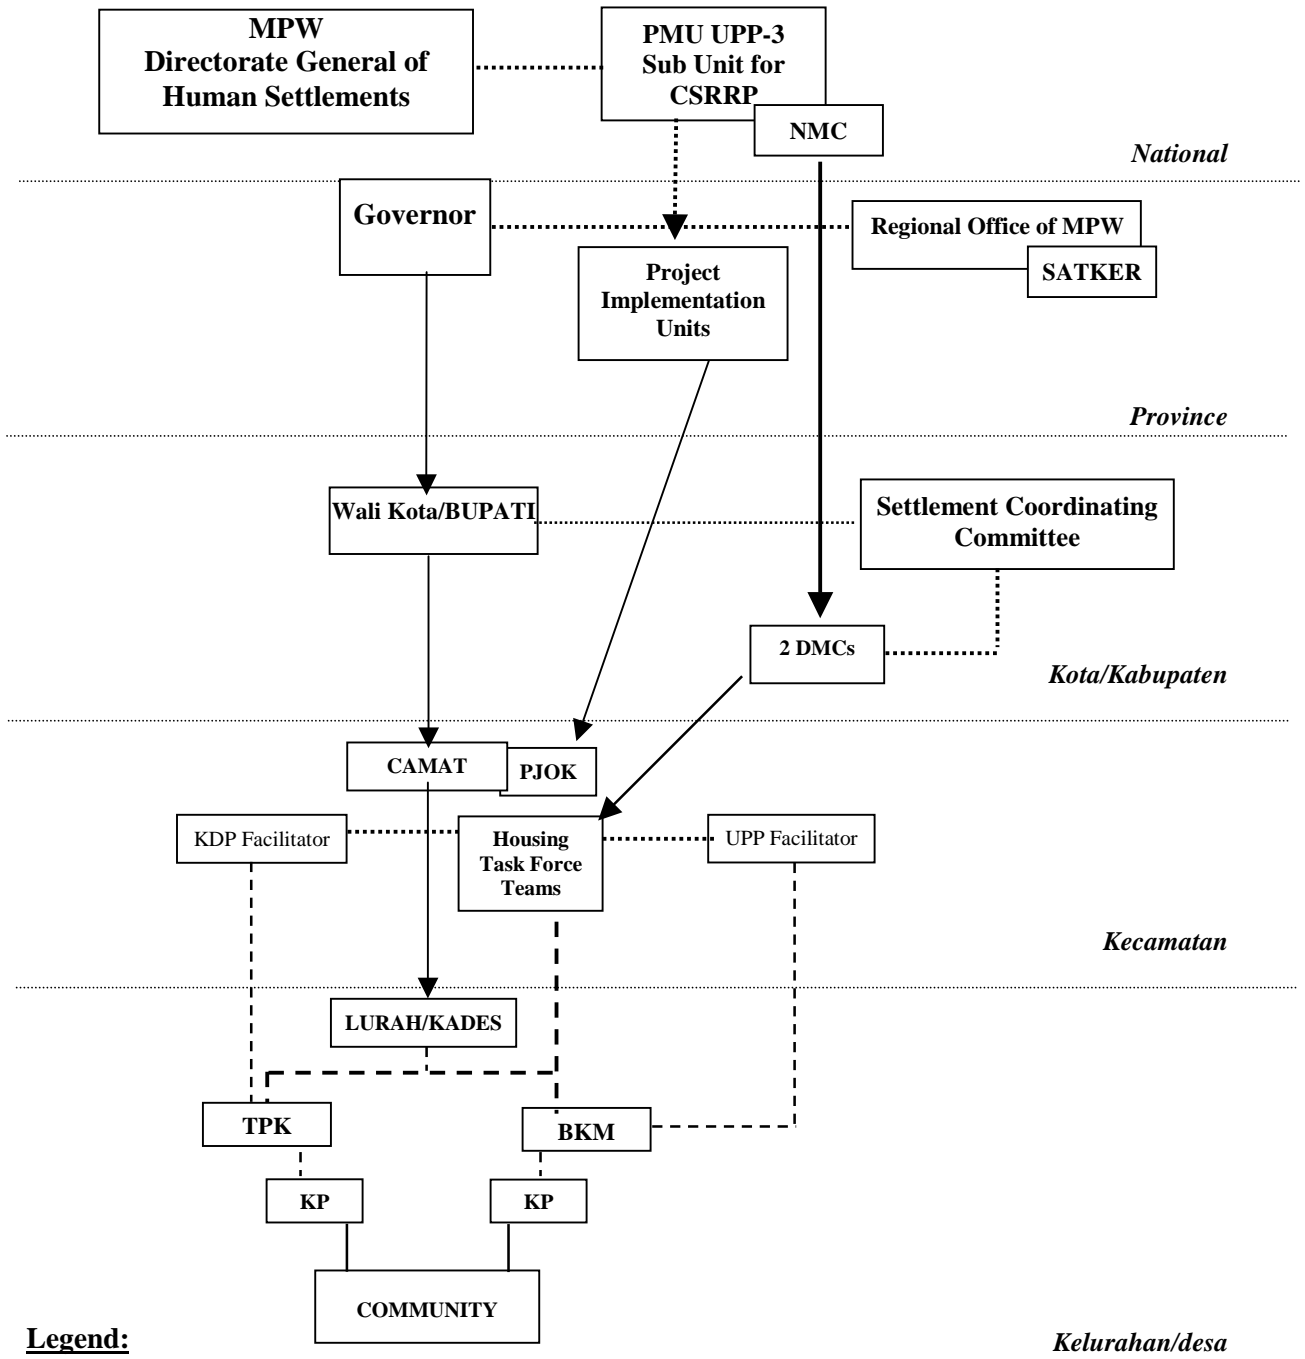 MPW
Directorate General of
Human Settlements
PMU UPP-3
Sub Unit for
CSRRP
NMC
National
Governor
Regional Office of MPW
SATKER
Project
Implementation
Units
Province
Wali Kota/BUPATI
Settlement Coordinating
Committee
2 DMCs
Kota/Kabupaten
CAMAT
PJOK
KDP Facilitator
Housing
Task Force
Teams
UPP Facilitator
Kecamatan
LURAH/KADES
TPK
BKM
KP
KP
COMMUNITY
Legend:
Kelurahan/desa